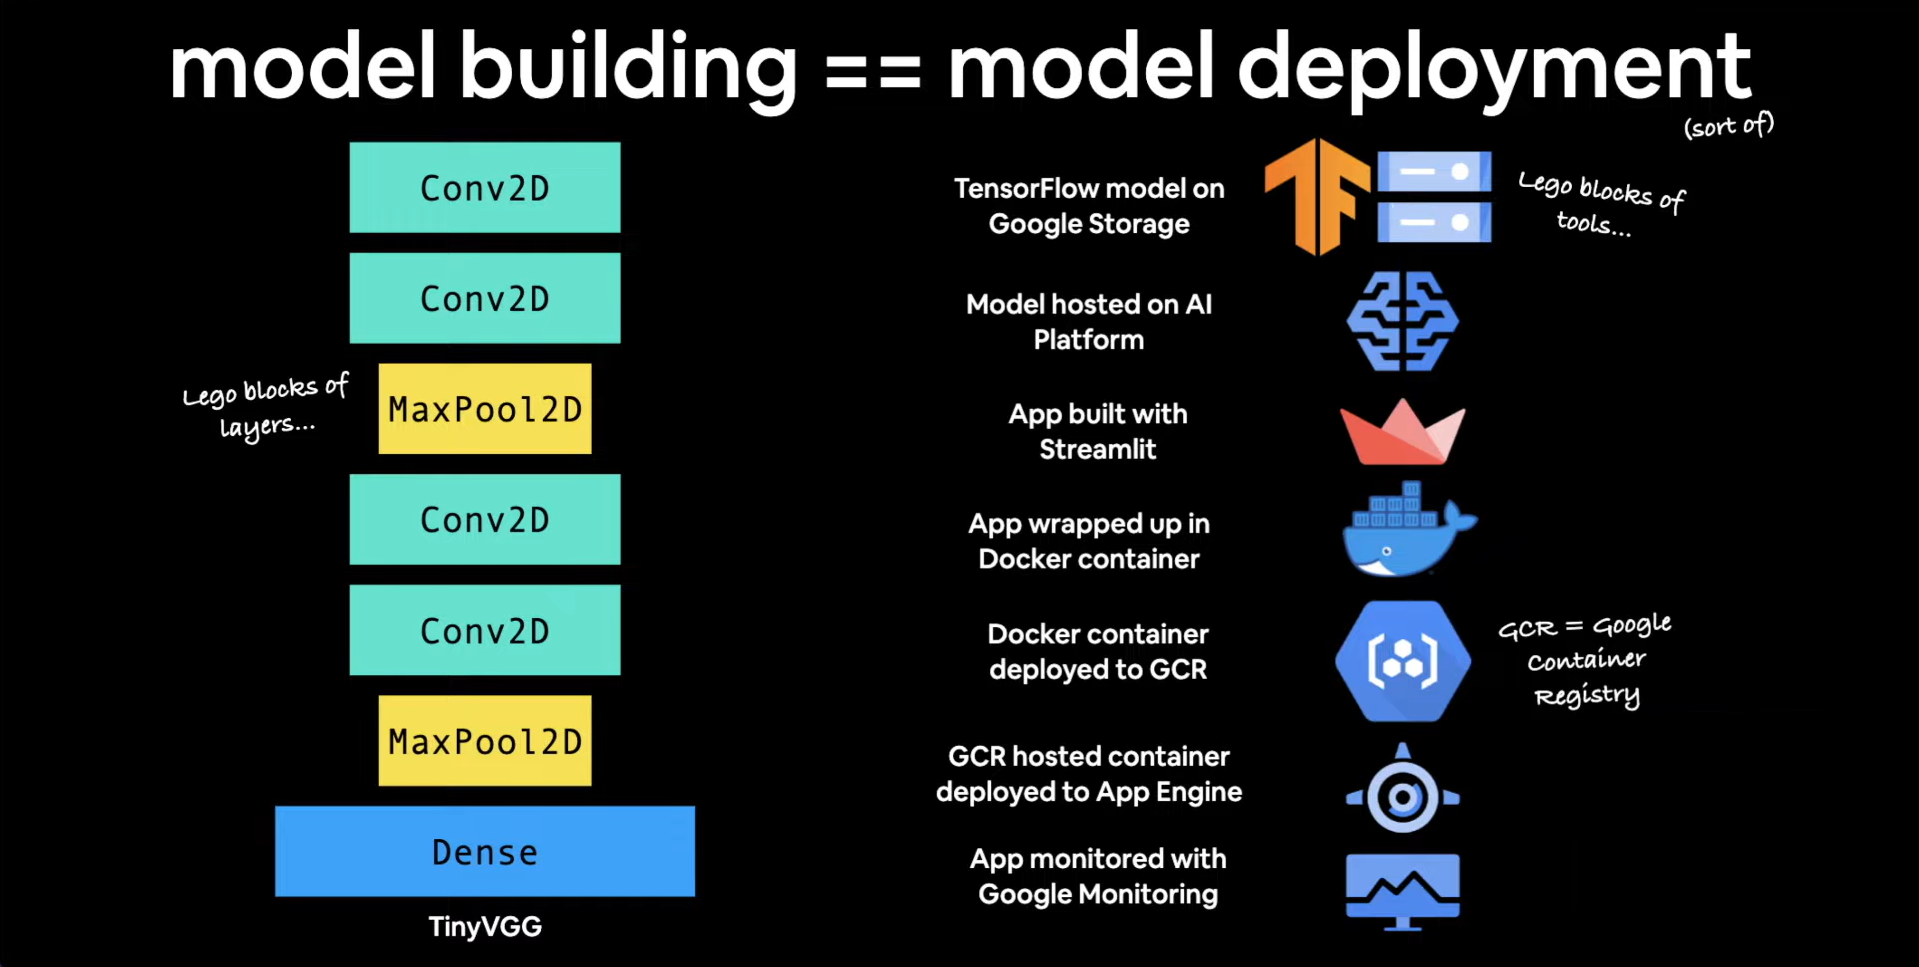 model building == model deployment
(sort of)
Conv2D
Conv2D
MaxPool2D
Conv2D
Conv2D
MaxPool2D
Dense
TinyVGG
Lego blocks of
layers...
TensorFlow model on
Google Storage
Lego blocks of
tools...
Model hosted on AI
Platform
App built with
Streamlit
App wrapped up in
Docker container
Docker container
deployed to GCR
GCR = Google
Container
Registry
GCR hosted container
deployed to App Engine
App monitored with
Google Monitoring